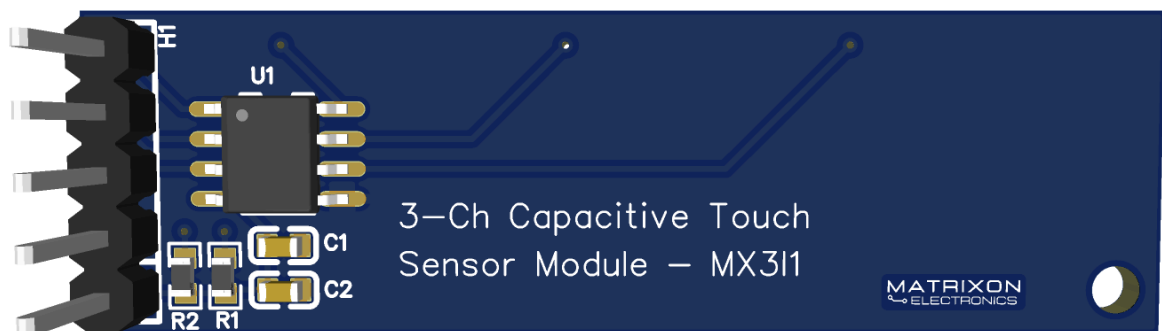 H1
U1
3-Ch Capacitive Touch
Sensor Module - MX3I1
C1
C2
R2 R1
MATRIXON
ELECTRONICS